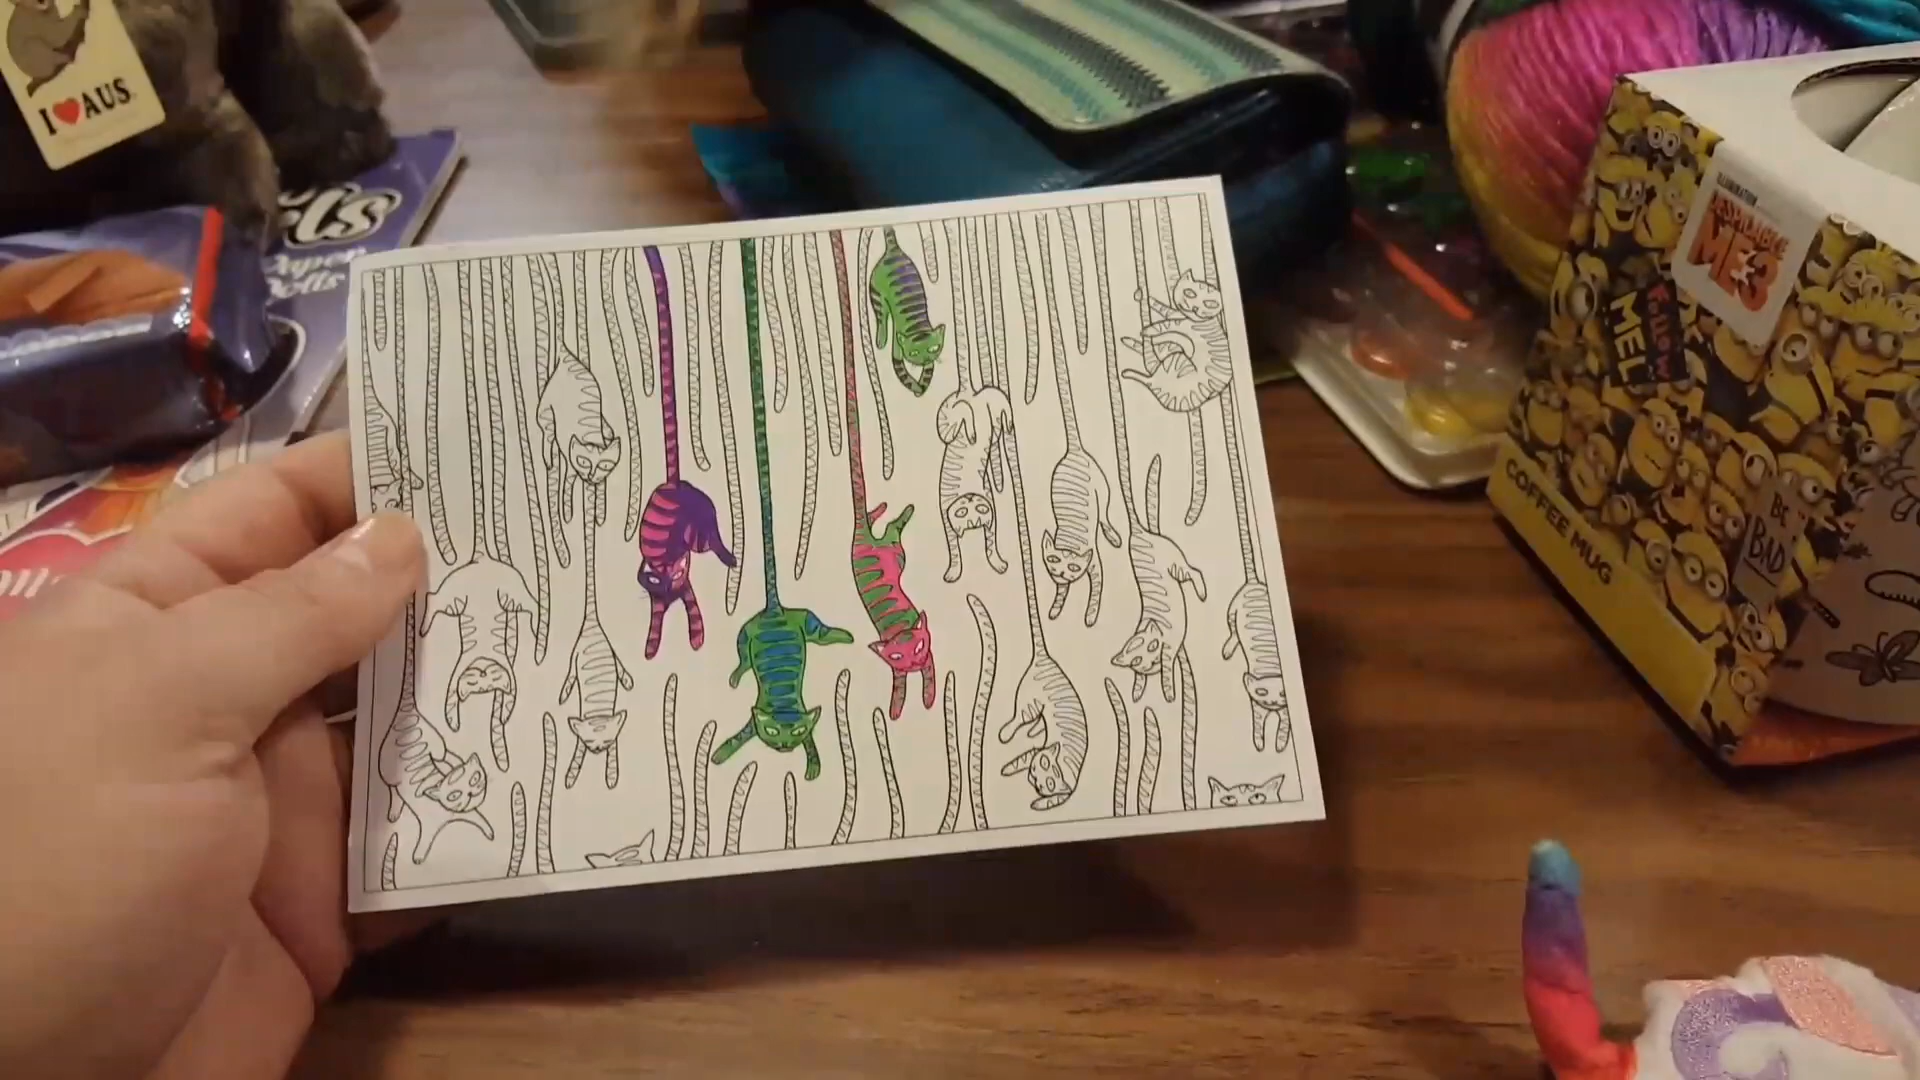 I ❤ AUS
Paper
Dolls
ILLUMINATION
DESPICABLE
ME3
FOLLOW
ME!
BE
BAD
COFFEE MUG